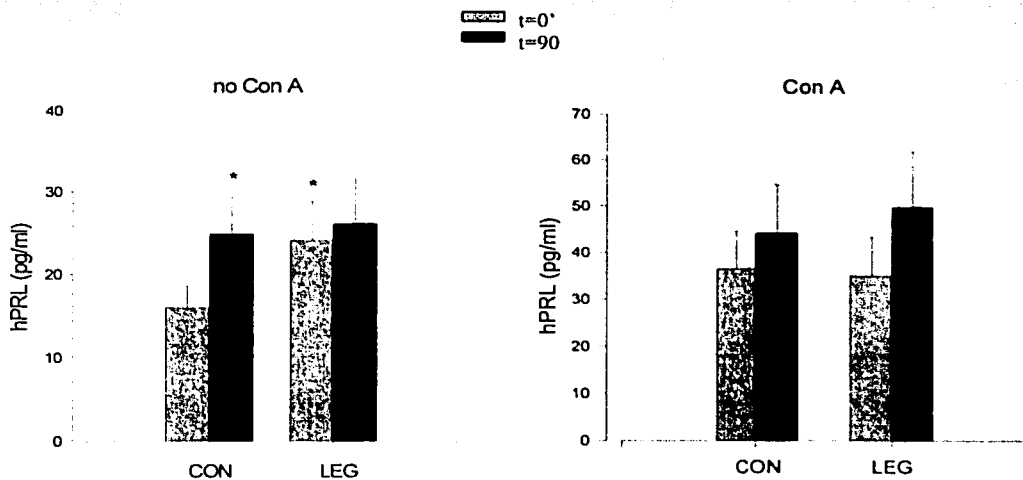 t=0'
t=90
no Con A
40
30
20
10
0
hPRL (pg/ml)
*
*
CON
LEG
Con A
70
60
50
40
30
20
10
0
hPRL (pg/ml)
CON
LEG